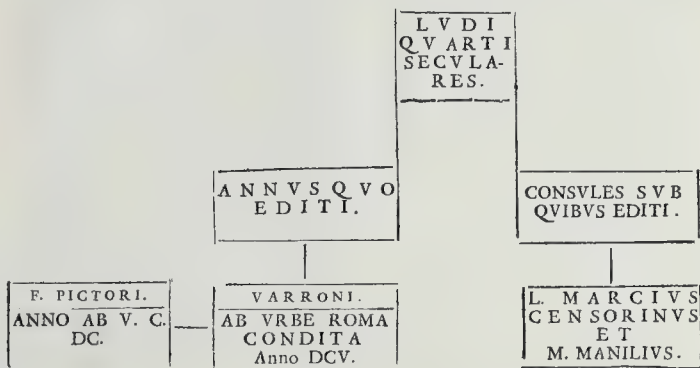 LVDI
QVARTI
SECVLA-
RES.
ANNVS QVO
EDITI.
CONSVLES SVB
QVIBVS EDITI.
F. PICTORI.
ANNO AB V. C.
DC.
VARRONI.
AB VRBE ROMA
CONDITA
Anno DCV.
L. MARCIVS
CENSORINVS
ET
M. MANILIVS.